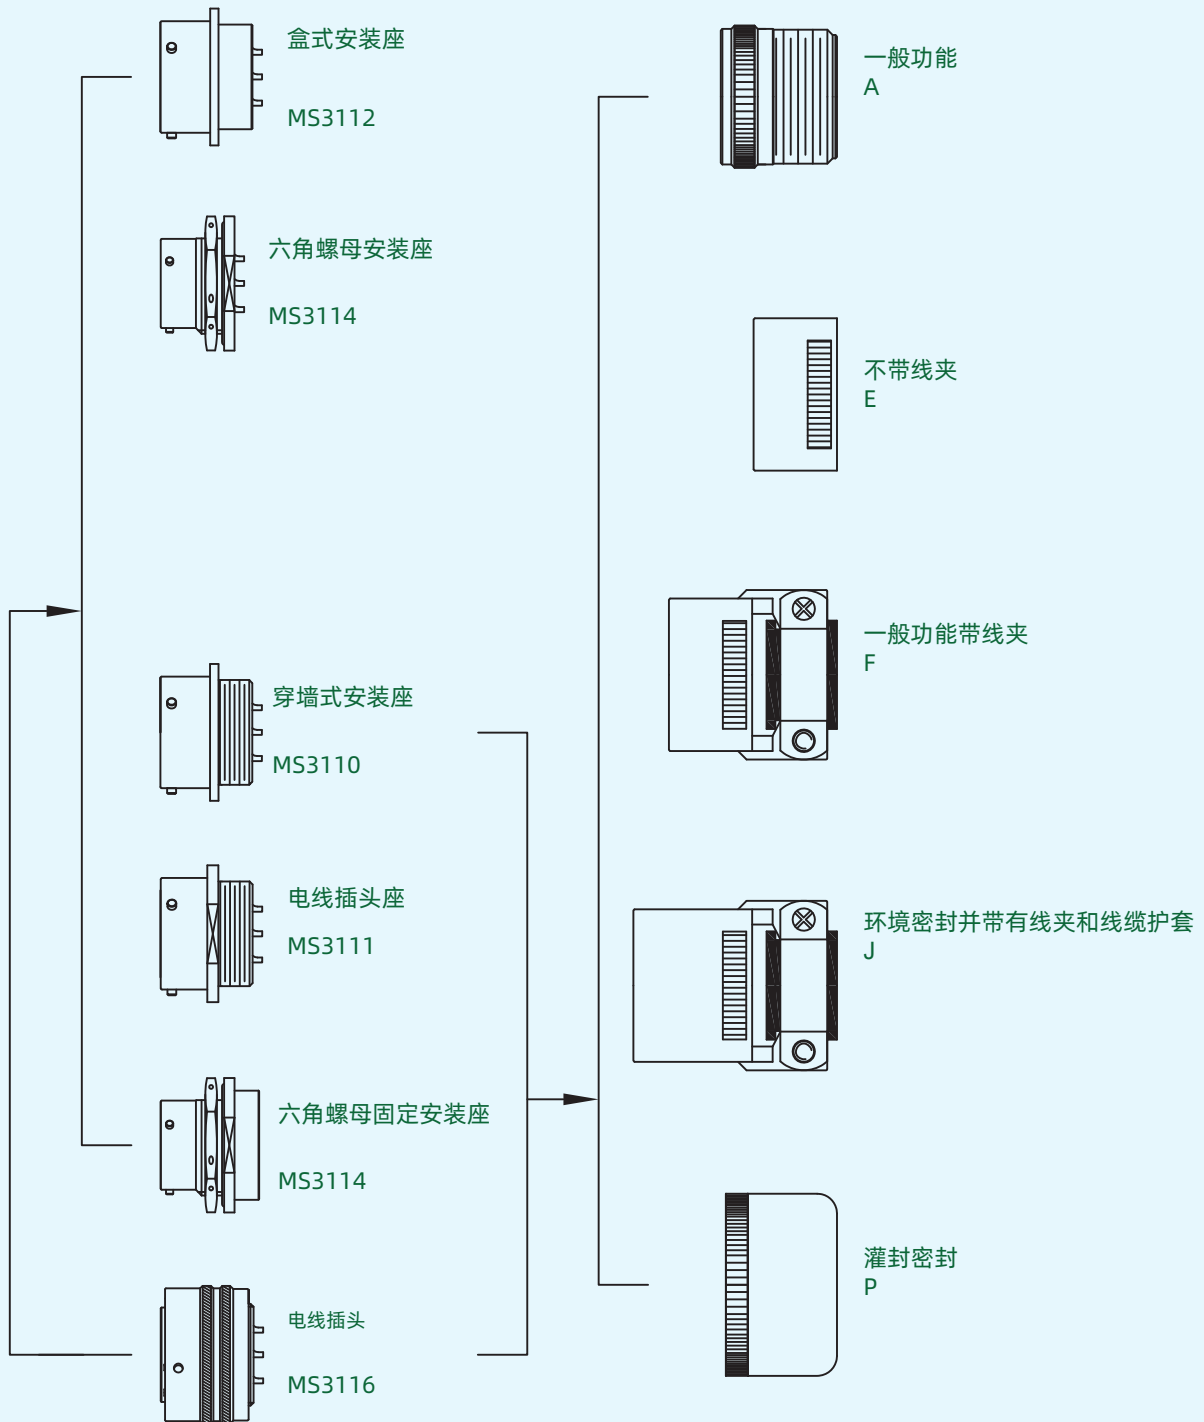 盒式安装座
MS3112
六角螺母安装座
MS3114
穿墙式安装座
MS3110
电线插头座
MS3111
六角螺母固定安装座
MS3114
电线插头
MS3116
一般功能
A
不带线夹
E
一般功能带线夹
F
环境密封并带有线夹和线缆护套
J
灌封密封
P